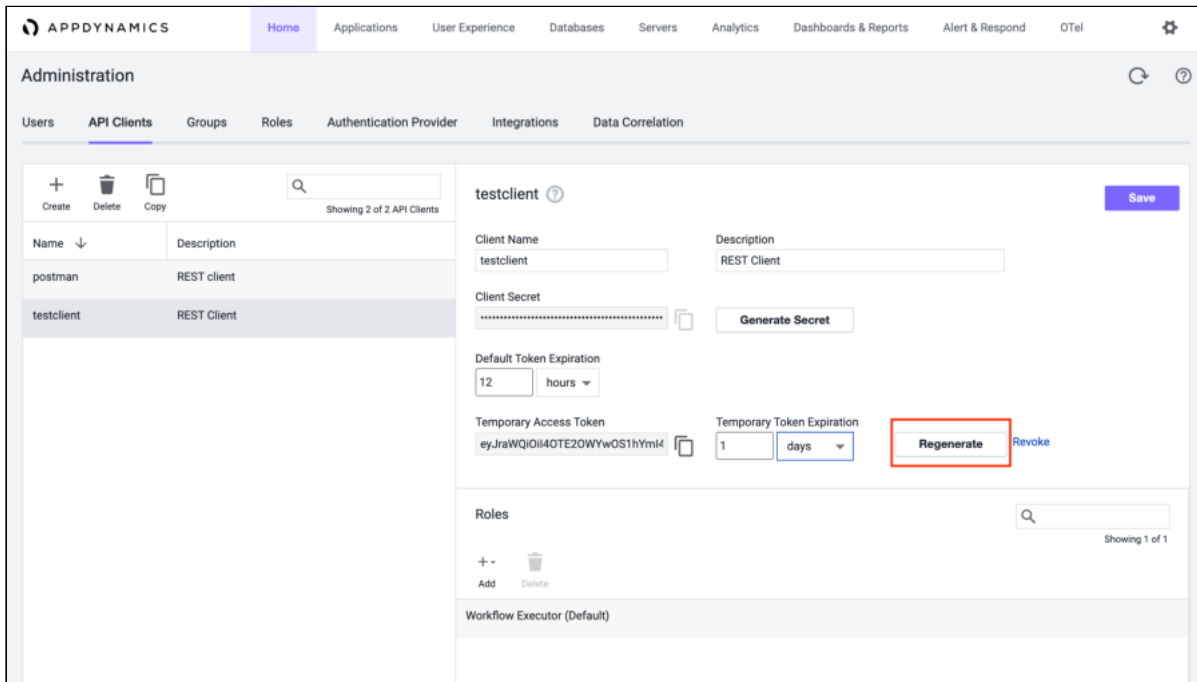 APPDYNAMICS Home Applications User Experience Databases Servers Analytics Dashboards & Reports Alert & Respond OTel
Administration
Users API Clients Groups Roles Authentication Provider Integrations Data Correlation
Create Delete Copy
Showing 2 of 2 API Clients
Name Description
postman REST client
testclient REST Client
testclient
Save
Client Name Description
testclient REST Client
Client Secret
Generate Secret
Default Token Expiration
12 hours
Temporary Access Token Temporary Token Expiration
1 days Regenerate Revoke
Roles
Showing 1 of 1
Add Delete
Workflow Executor (Default)